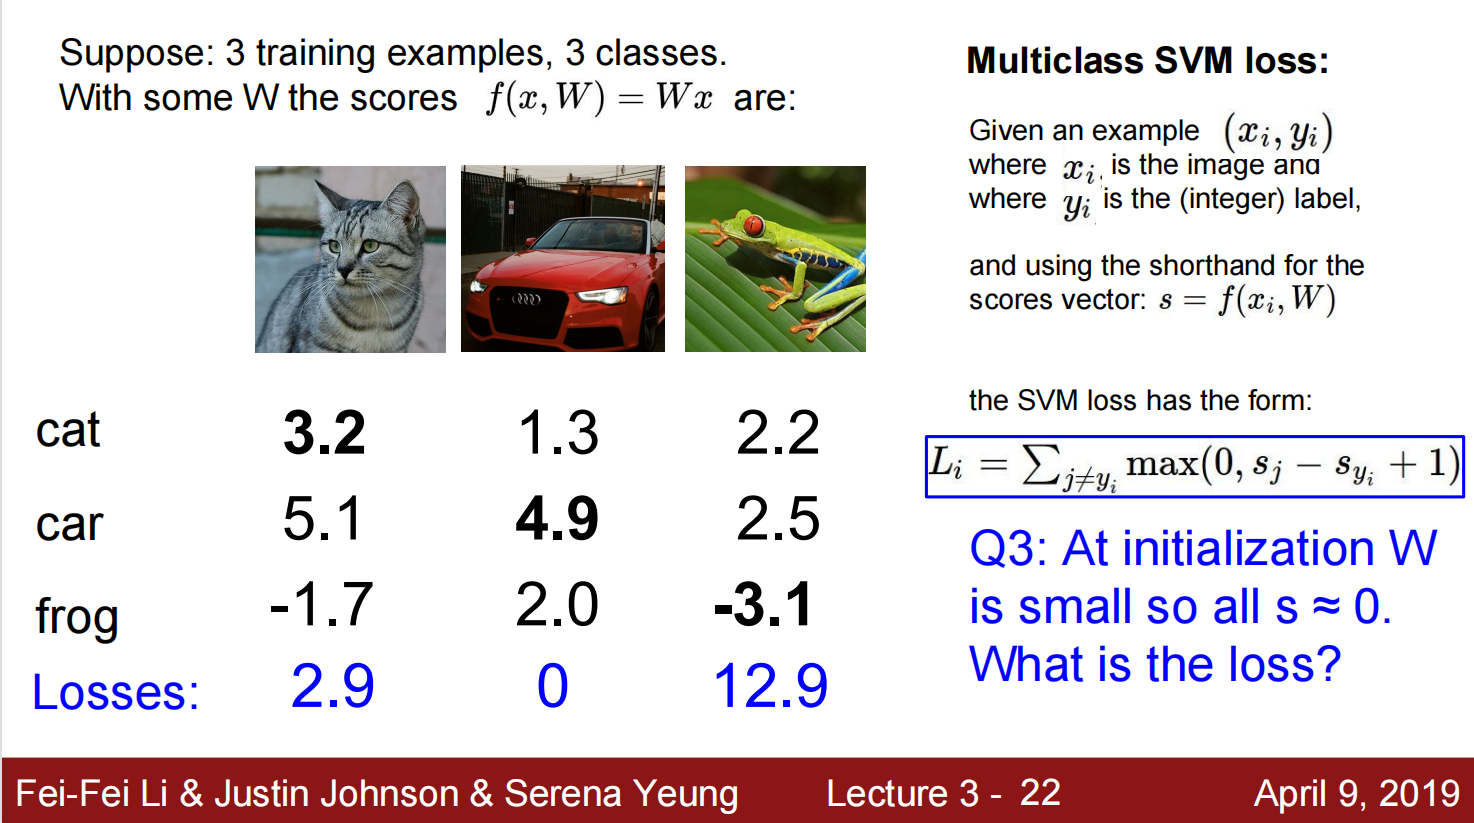 Suppose: 3 training examples, 3 classes.
With some W the scores f(x, W) = Wx are:
cat 3.2 1.3 2.2
car 5.1 4.9 2.5
frog -1.7 2.0 -3.1
Losses: 2.9 0 12.9
Multiclass SVM loss:
Given an example (x_i, y_i)
where x_i is the image and
where y_i is the (integer) label,
and using the shorthand for the
scores vector: s = f(x_i, W)
the SVM loss has the form:
L_i = ∑_{j≠y_i} max(0, s_j − s_{y_i} + 1)
Q3: At initialization W
is small so all s ≈ 0.
What is the loss?
Fei-Fei Li & Justin Johnson & Serena Yeung Lecture 3 - 22 April 9, 2019